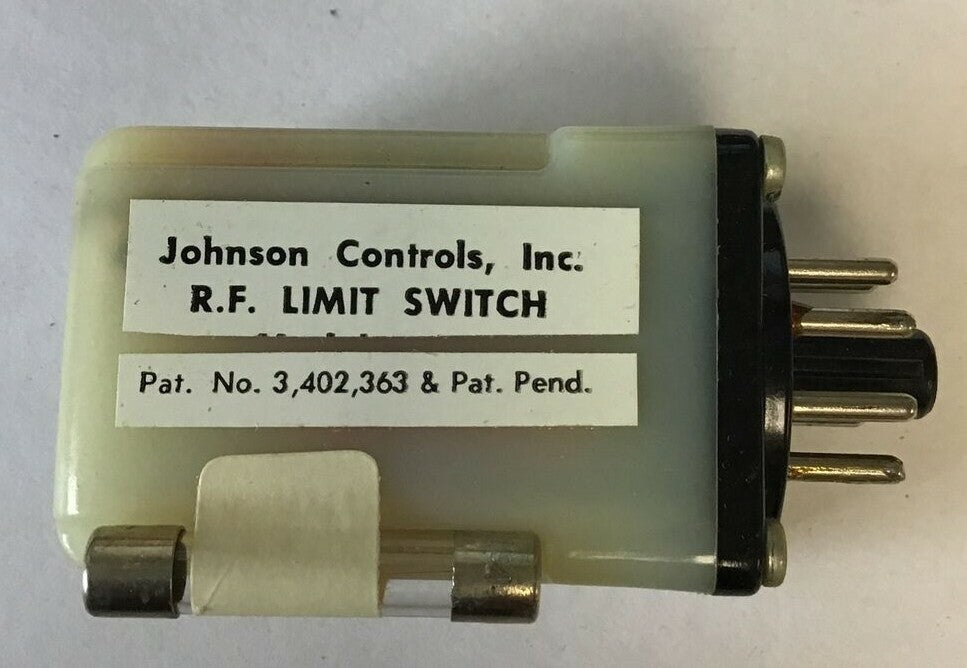 Johnson Controls, Inc.
R.F. LIMIT SWITCH
Pat. No. 3,402,363 & Pat. Pend.